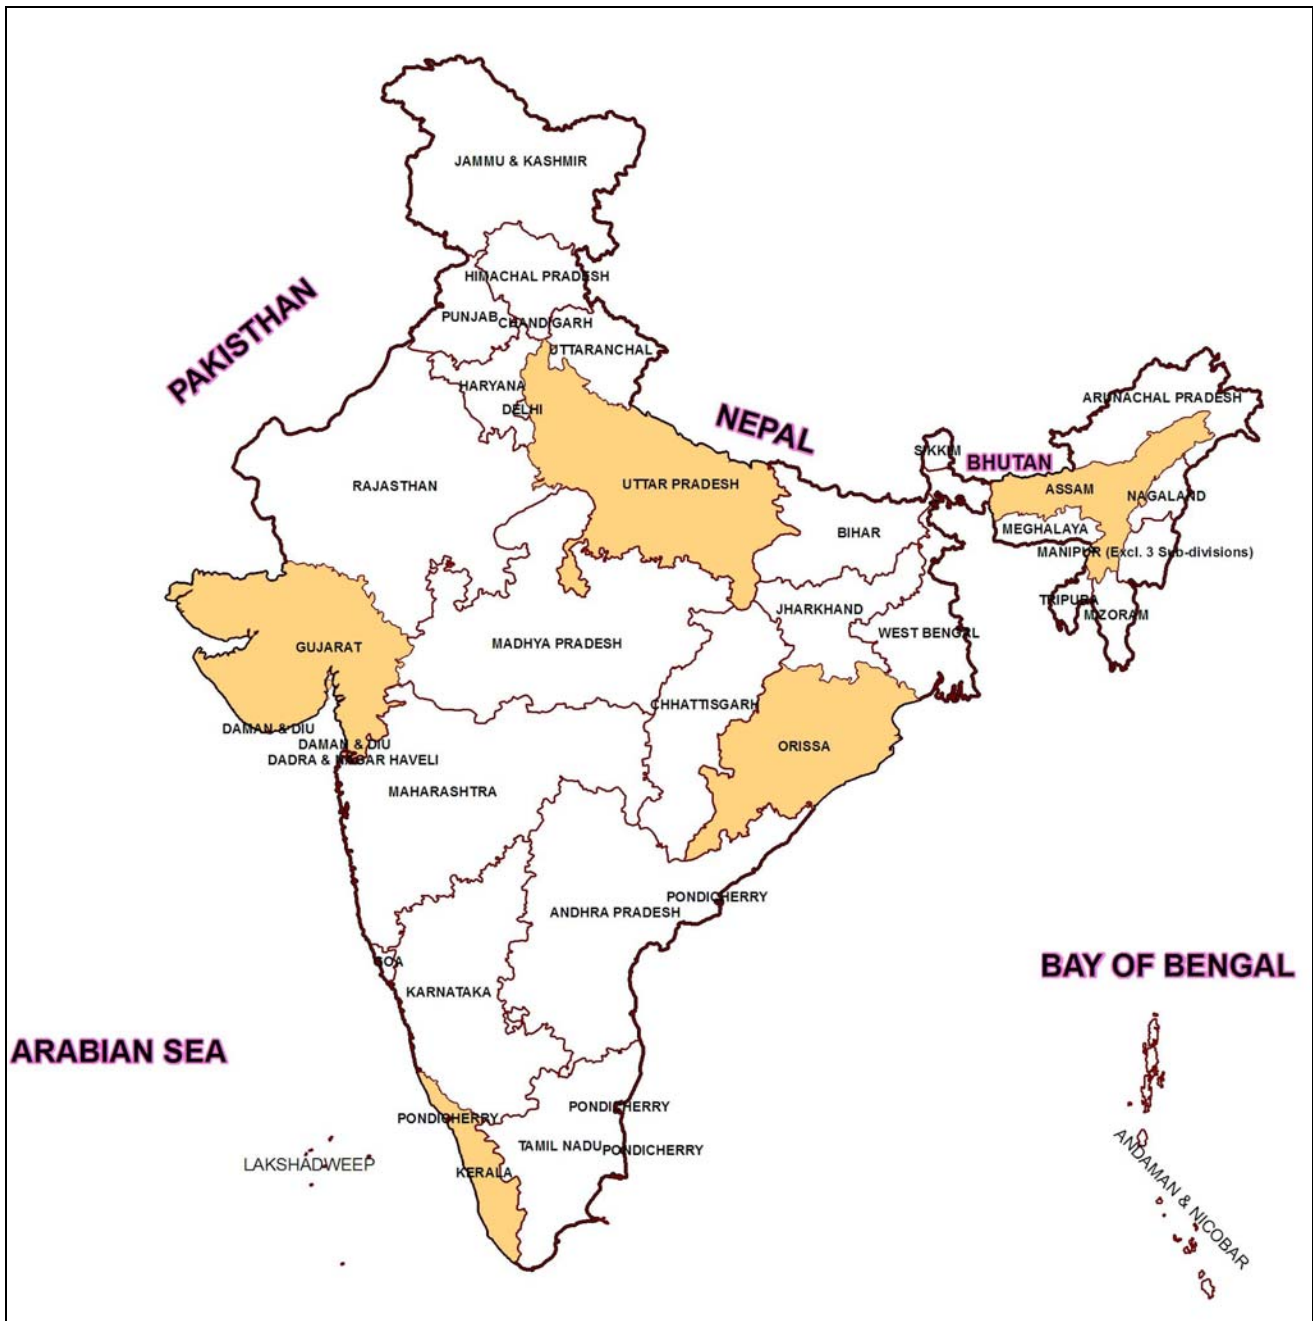 JAMMU & KASHMIR
HIMACHAL PRADESH
PAKISTHAN
PUNJAB
CHANDIGARH
UTTARANCHAL
HARYANA
DELHI
NEPAL
ARUNACHAL PRADESH
SIKKIM
BHUTAN
RAJASTHAN
UTTAR PRADESH
ASSAM
NAGALAND
BIHAR
MEGHALAYA
MANIPUR (Excl. 3 Sub-divisions)
TRIPURA
MIZORAM
JHARKHAND
WEST BENGAL
GUJARAT
MADHYA PRADESH
CHHATTISGARH
DAMAN & DIU
DAMAN & DIU
DADRA & NAGAR HAVELI
ORISSA
MAHARASHTRA
PONDICHERRY
ANDHRA PRADESH
GOA
BAY OF BENGAL
KARNATAKA
ARABIAN SEA
PONDICHERRY
PONDICHERRY
TAMIL NADU
PONDICHERRY
LAKSHADWEEP
KERALA
ANDAMAN & NICOBAR